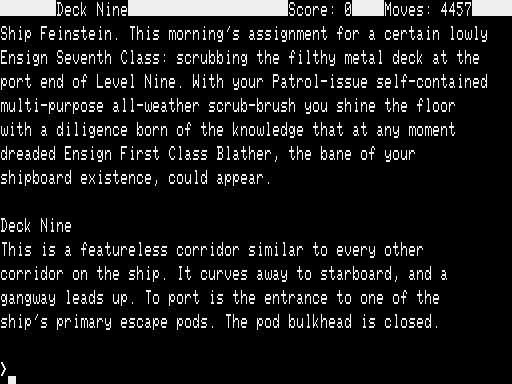 Deck Nine Score: 0 Moves: 4457
Ship Feinstein. This morning's assignment for a certain lowly
Ensign Seventh Class: scrubbing the filthy metal deck at the
port end of Level Nine. With your Patrol-issue self-contained
multi-purpose all-weather scrub-brush you shine the floor
with a diligence born of the knowledge that at any moment
dreaded Ensign First Class Blather, the bane of your
shipboard existence, could appear.
Deck Nine
This is a featureless corridor similar to every other
corridor on the ship. It curves away to starboard, and a
gangway leads up. To port is the entrance to one of the
ship's primary escape pods. The pod bulkhead is closed.
>